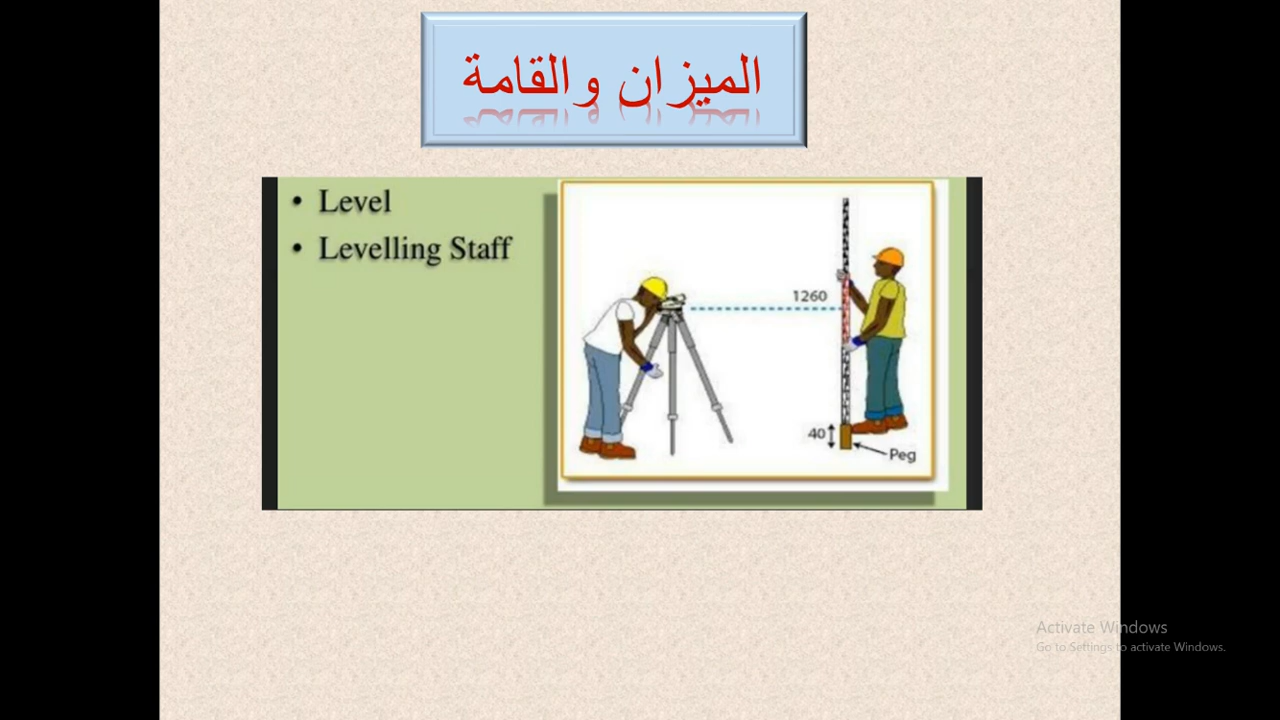 الميزان والقامة
• Level
• Levelling Staff
1260
40
Peg
Activate Windows
Go to Settings to activate Windows.